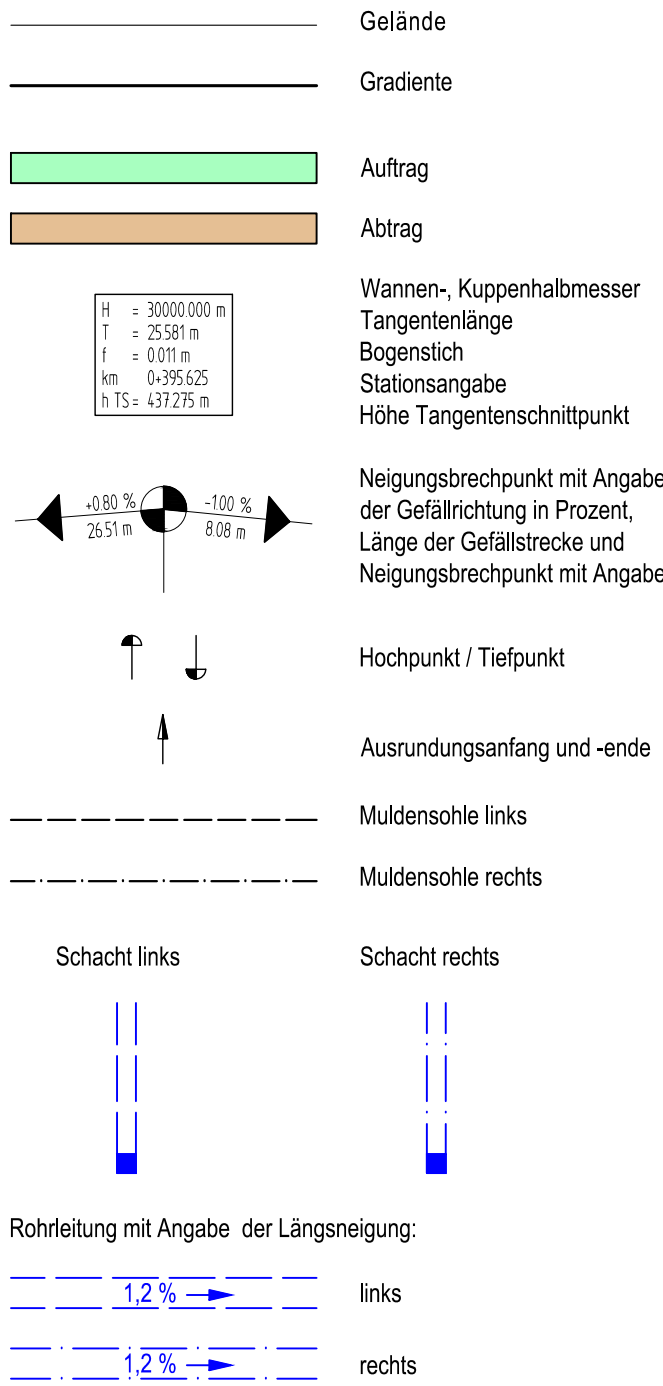 Gelände
Gradiente
Auftrag
Abtrag
H = 30000.000 m
T = 25.581 m
f = 0.011 m
km 0+395.625
h TS = 437.275 m
Wannen-, Kuppenhalbmesser
Tangentenlänge
Bogenstich
Stationsangabe
Höhe Tangentenschnittpunkt
+0.80 % -1.00 %
26.51 m 8.08 m
Neigungsbrechpunkt mit Angabe
der Gefällrichtung in Prozent,
Länge der Gefällstrecke und
Neigungsbrechpunkt mit Angabe
Hochpunkt / Tiefpunkt
Ausrundungsanfang und -ende
Muldensohle links
Muldensohle rechts
Schacht links Schacht rechts
Rohrleitung mit Angabe der Längsneigung:
1,2 % links
1,2 % rechts